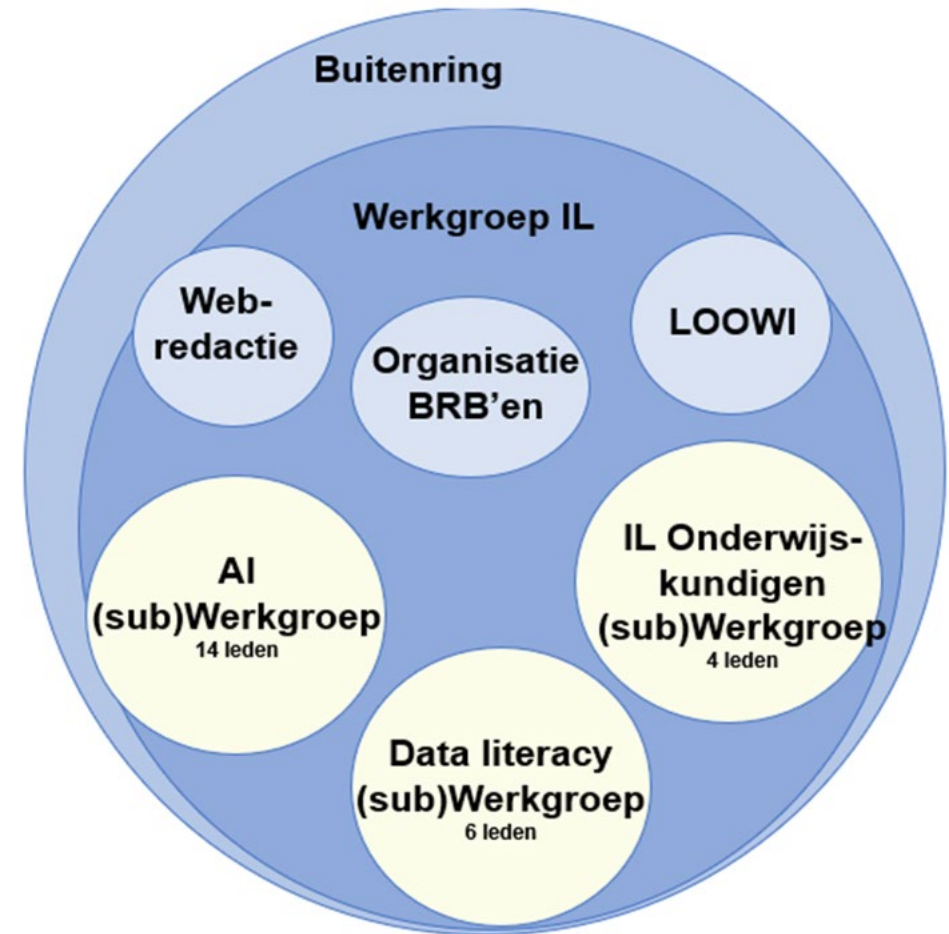 Buitenring
Werkgroep IL
Web-
redactie
Organisatie
BRB'en
LOOWI
AI
(sub)Werkgroep
14 leden
IL Onderwijs-
kundigen
(sub)Werkgroep
4 leden
Data literacy
(sub)Werkgroep
6 leden